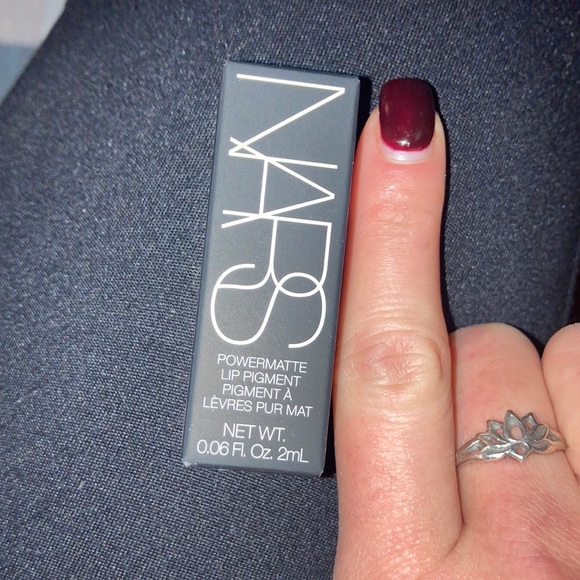 NARS
POWERMATTE
LIP PIGMENT
PIGMENT À
LÈVRES PUR MAT
NET WT.
0.06 Fl. Oz. 2mL